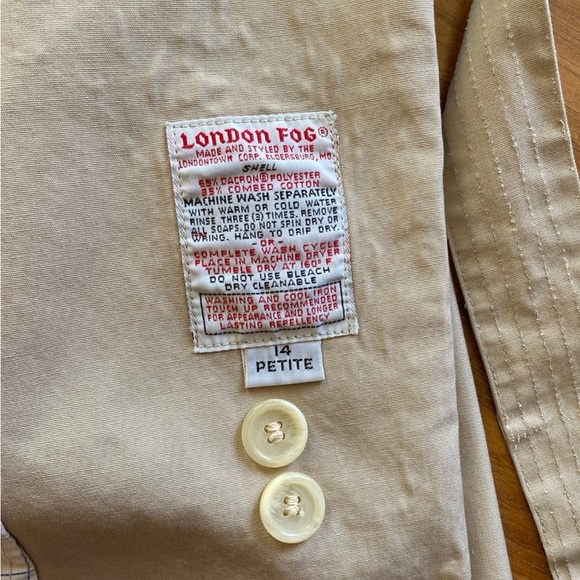 LONDON FOG®
MADE AND STYLED BY THE
LONDONTOWN CORP. ELDERSBURG, MD.
SHELL
65% DACRON® POLYESTER
35% COMBED COTTON
MACHINE WASH SEPARATELY
WITH WARM OR COLD WATER
RINSE THREE (3) TIMES. REMOVE
ALL SOAPS. DO NOT SPIN DRY OR
WRING. HANG TO DRIP DRY.
-OR-
COMPLETE WASH CYCLE
PLACE IN MACHINE DRYER
TUMBLE DRY AT 160° F
DO NOT USE BLEACH
DRY CLEANABLE
WASHING AND COOL IRON
TOUCH UP RECOMMENDED
FOR APPEARANCE AND LONGER
LASTING REPELLENCY
14
PETITE